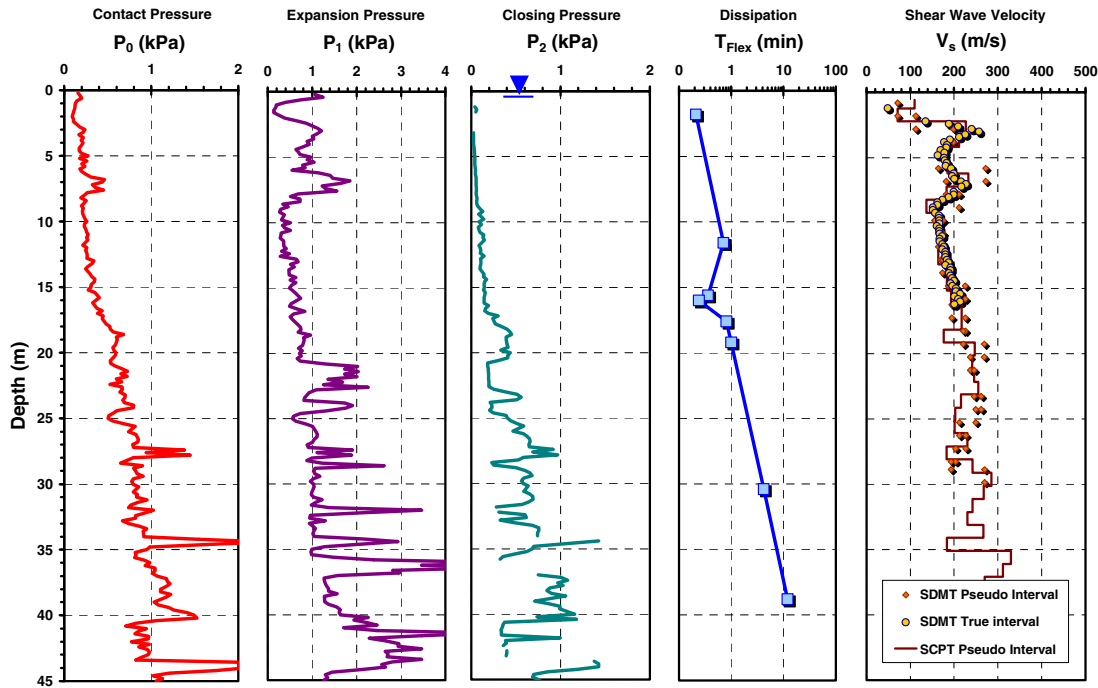 Contact Pressure Expansion Pressure Closing Pressure Dissipation Shear Wave Velocity
P0 (kPa) P1 (kPa) P2 (kPa) TFlex (min) Vs (m/s)
0 1 2 0 1 2 3 4 0 1 2 0 1 10 100 0 100 200 300 400 500
0
5
10
15
20
25
30
35
40
45
Depth (m)
SDMT Pseudo Interval
SDMT True interval
SCPT Pseudo Interval